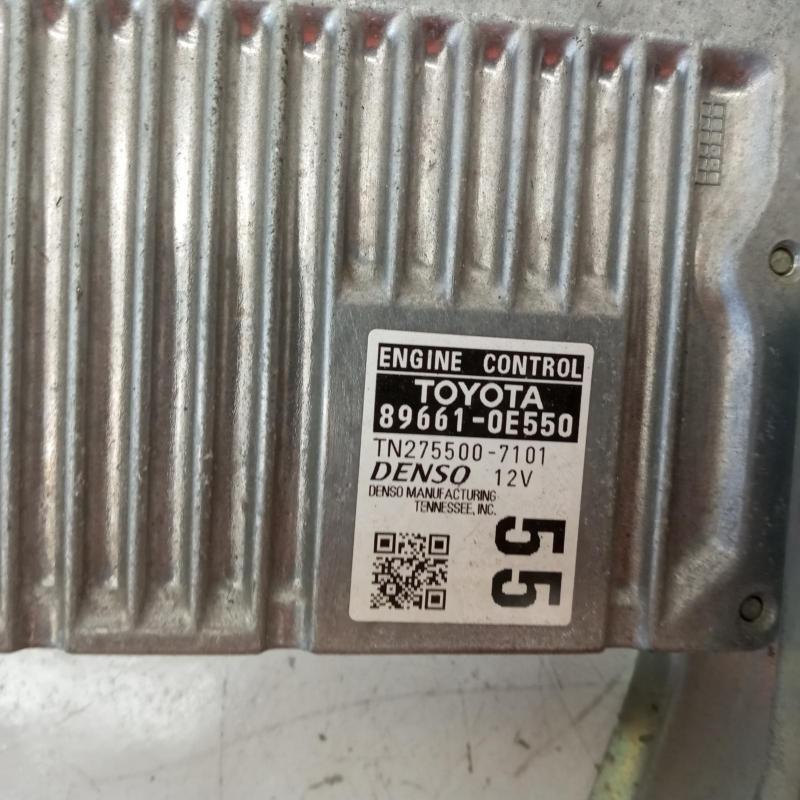 ENGINE CONTROL
TOYOTA
89661-0E550
TN275500-7101
DENSO 12V
DENSO MANUFACTURING
TENNESSEE, INC.
55